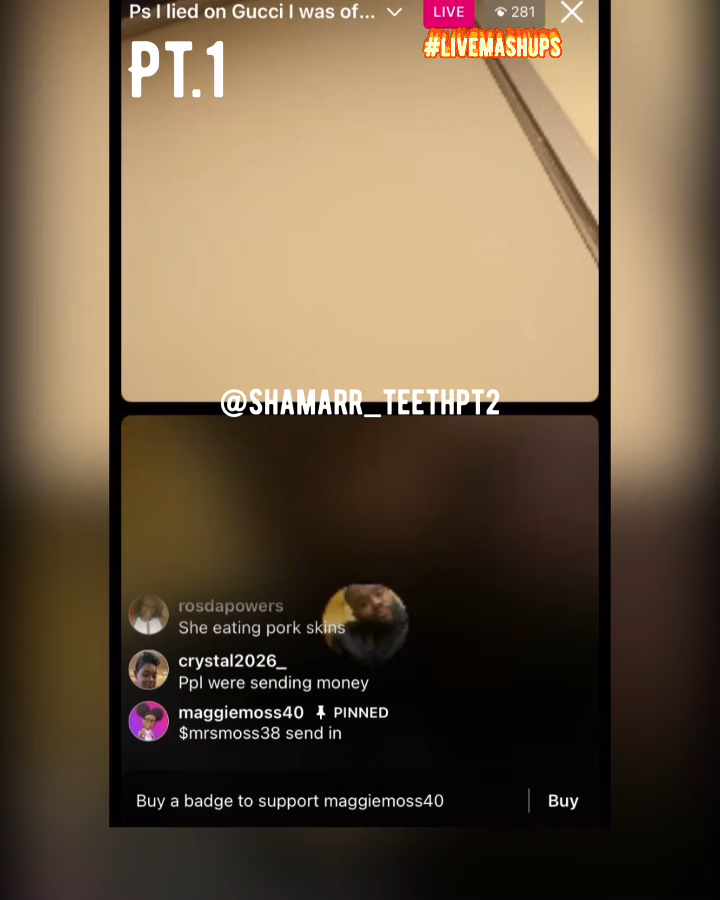 Ps I lied on Gucci I was of...
LIVE
281
#LIVEMASHUPS
PT.1
@SHAMARR_TEETHPT2
rosdapowers
She eating pork skins
crystal2026_
Ppl were sending money
maggiemoss40 PINNED
$mrsmoss38 send in
Buy a badge to support maggiemoss40
Buy